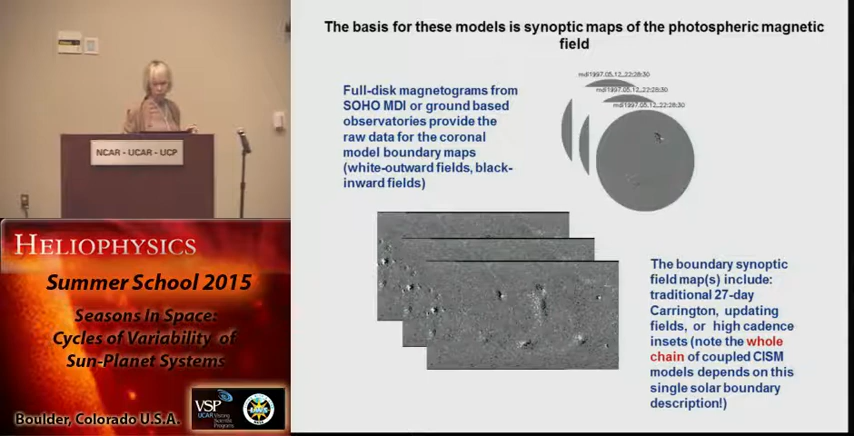 The basis for these models is synoptic maps of the photospheric magnetic
field
Full-disk magnetograms from
SOHO MDI or ground based
observatories provide the
raw data for the coronal
model boundary maps
(white-outward fields, black-
inward fields)
mdi1997.05.12_22:28:30
mdi1997.05.12_22:28:30
mdi1997.05.12_22:28:30
The boundary synoptic
field map(s) include:
traditional 27-day
Carrington, updating
fields, or high cadence
insets (note the whole
chain of coupled CISM
models depends on this
single solar boundary
description!)
NCAR - UCAR - UCP
HELIOPHYSICS
Summer School 2015
Seasons In Space:
Cycles of Variability of
Sun-Planet Systems
Boulder, Colorado U.S.A.
VSP
UCAR Visiting
Scientist
Programs